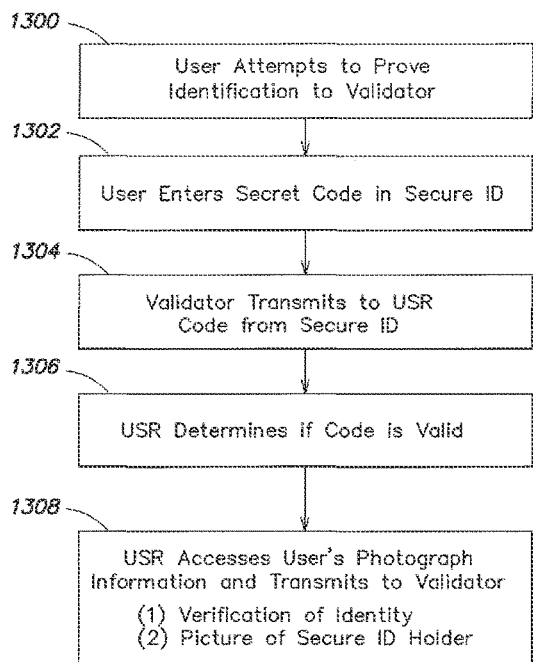 1300
User Attempts to Prove
Identification to Validator
1302
User Enters Secret Code in Secure ID
1304
Validator Transmits to USR
Code from Secure ID
1306
USR Determines if Code is Valid
1308
USR Accesses User's Photograph
Information and Transmits to Validator
(1) Verification of Identity
(2) Picture of Secure ID Holder